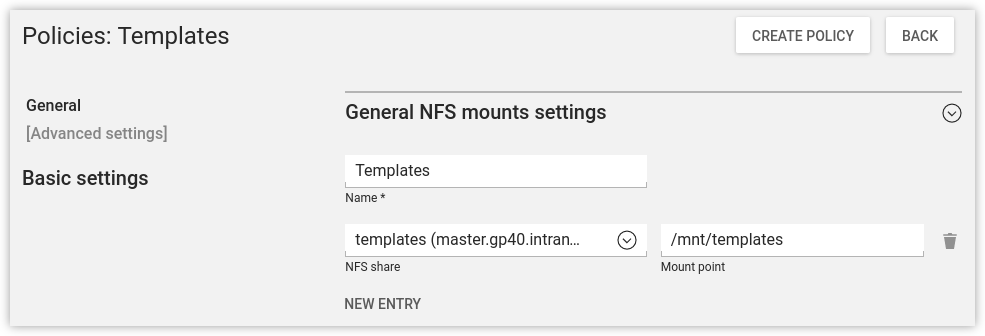 Policies: Templates
CREATE POLICY
BACK
General
[Advanced settings]
Basic settings
General NFS mounts settings
Templates
Name *
templates (master.gp40.intran...
NFS share
/mnt/templates
Mount point
NEW ENTRY